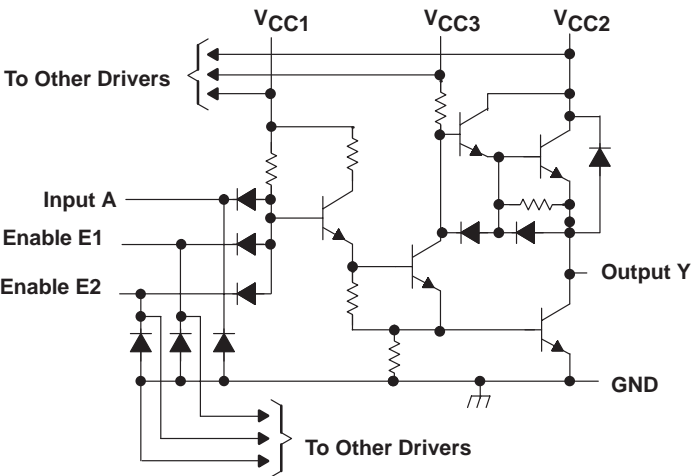 VCC1
VCC3
VCC2
To Other Drivers
Input A
Enable E1
Enable E2
Output Y
GND
To Other Drivers